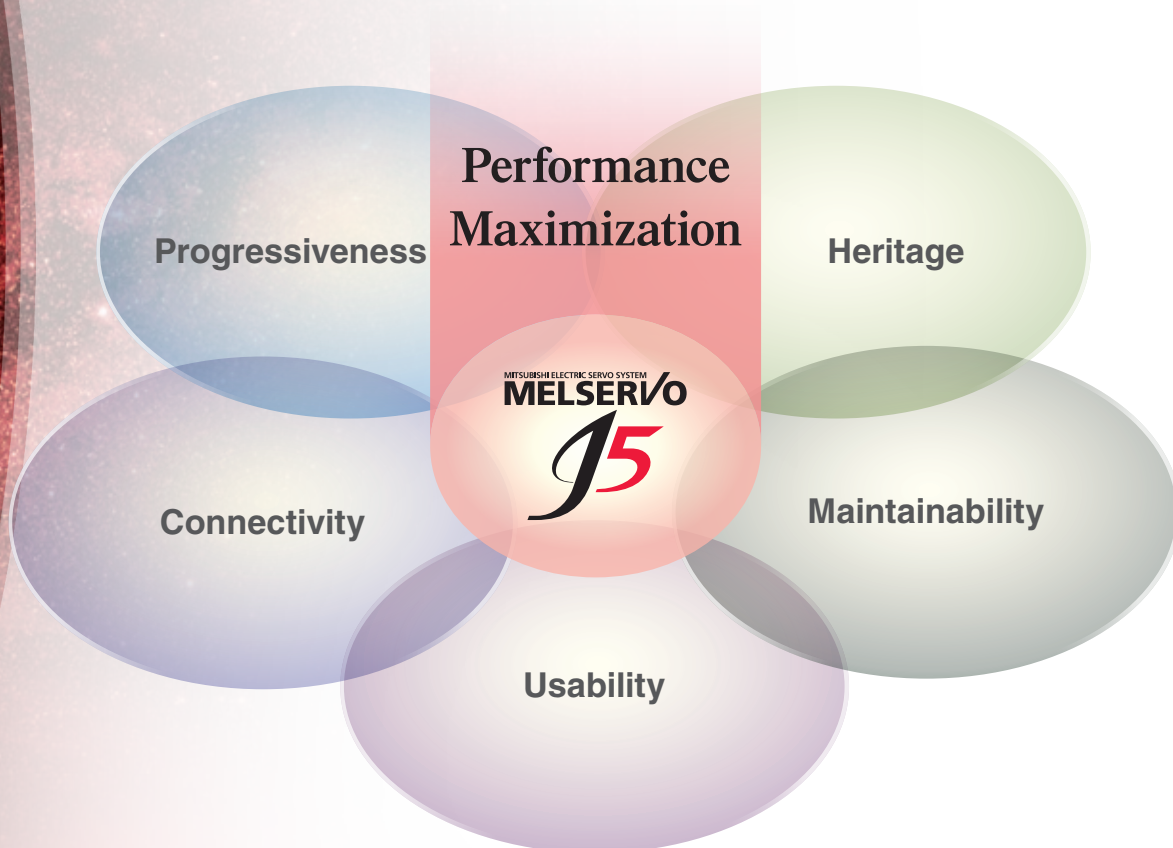 Performance
Maximization
Progressiveness
Heritage
MITSUBISHI ELECTRIC SERVO SYSTEM
MELSERVO
J5
Connectivity
Maintainability
Usability